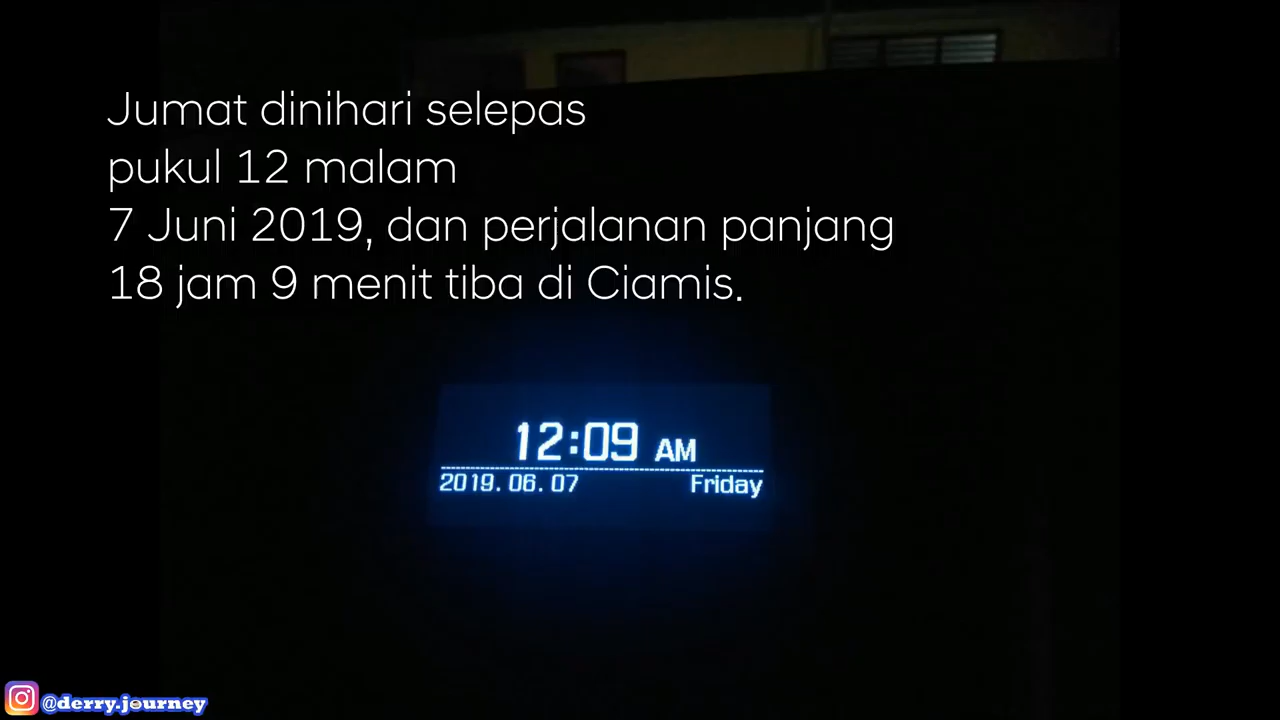 Jumat dinihari selepas
pukul 12 malam
7 Juni 2019, dan perjalanan panjang
18 jam 9 menit tiba di Ciamis.
12:09 AM
2019.06.07 Friday
@derry.journey